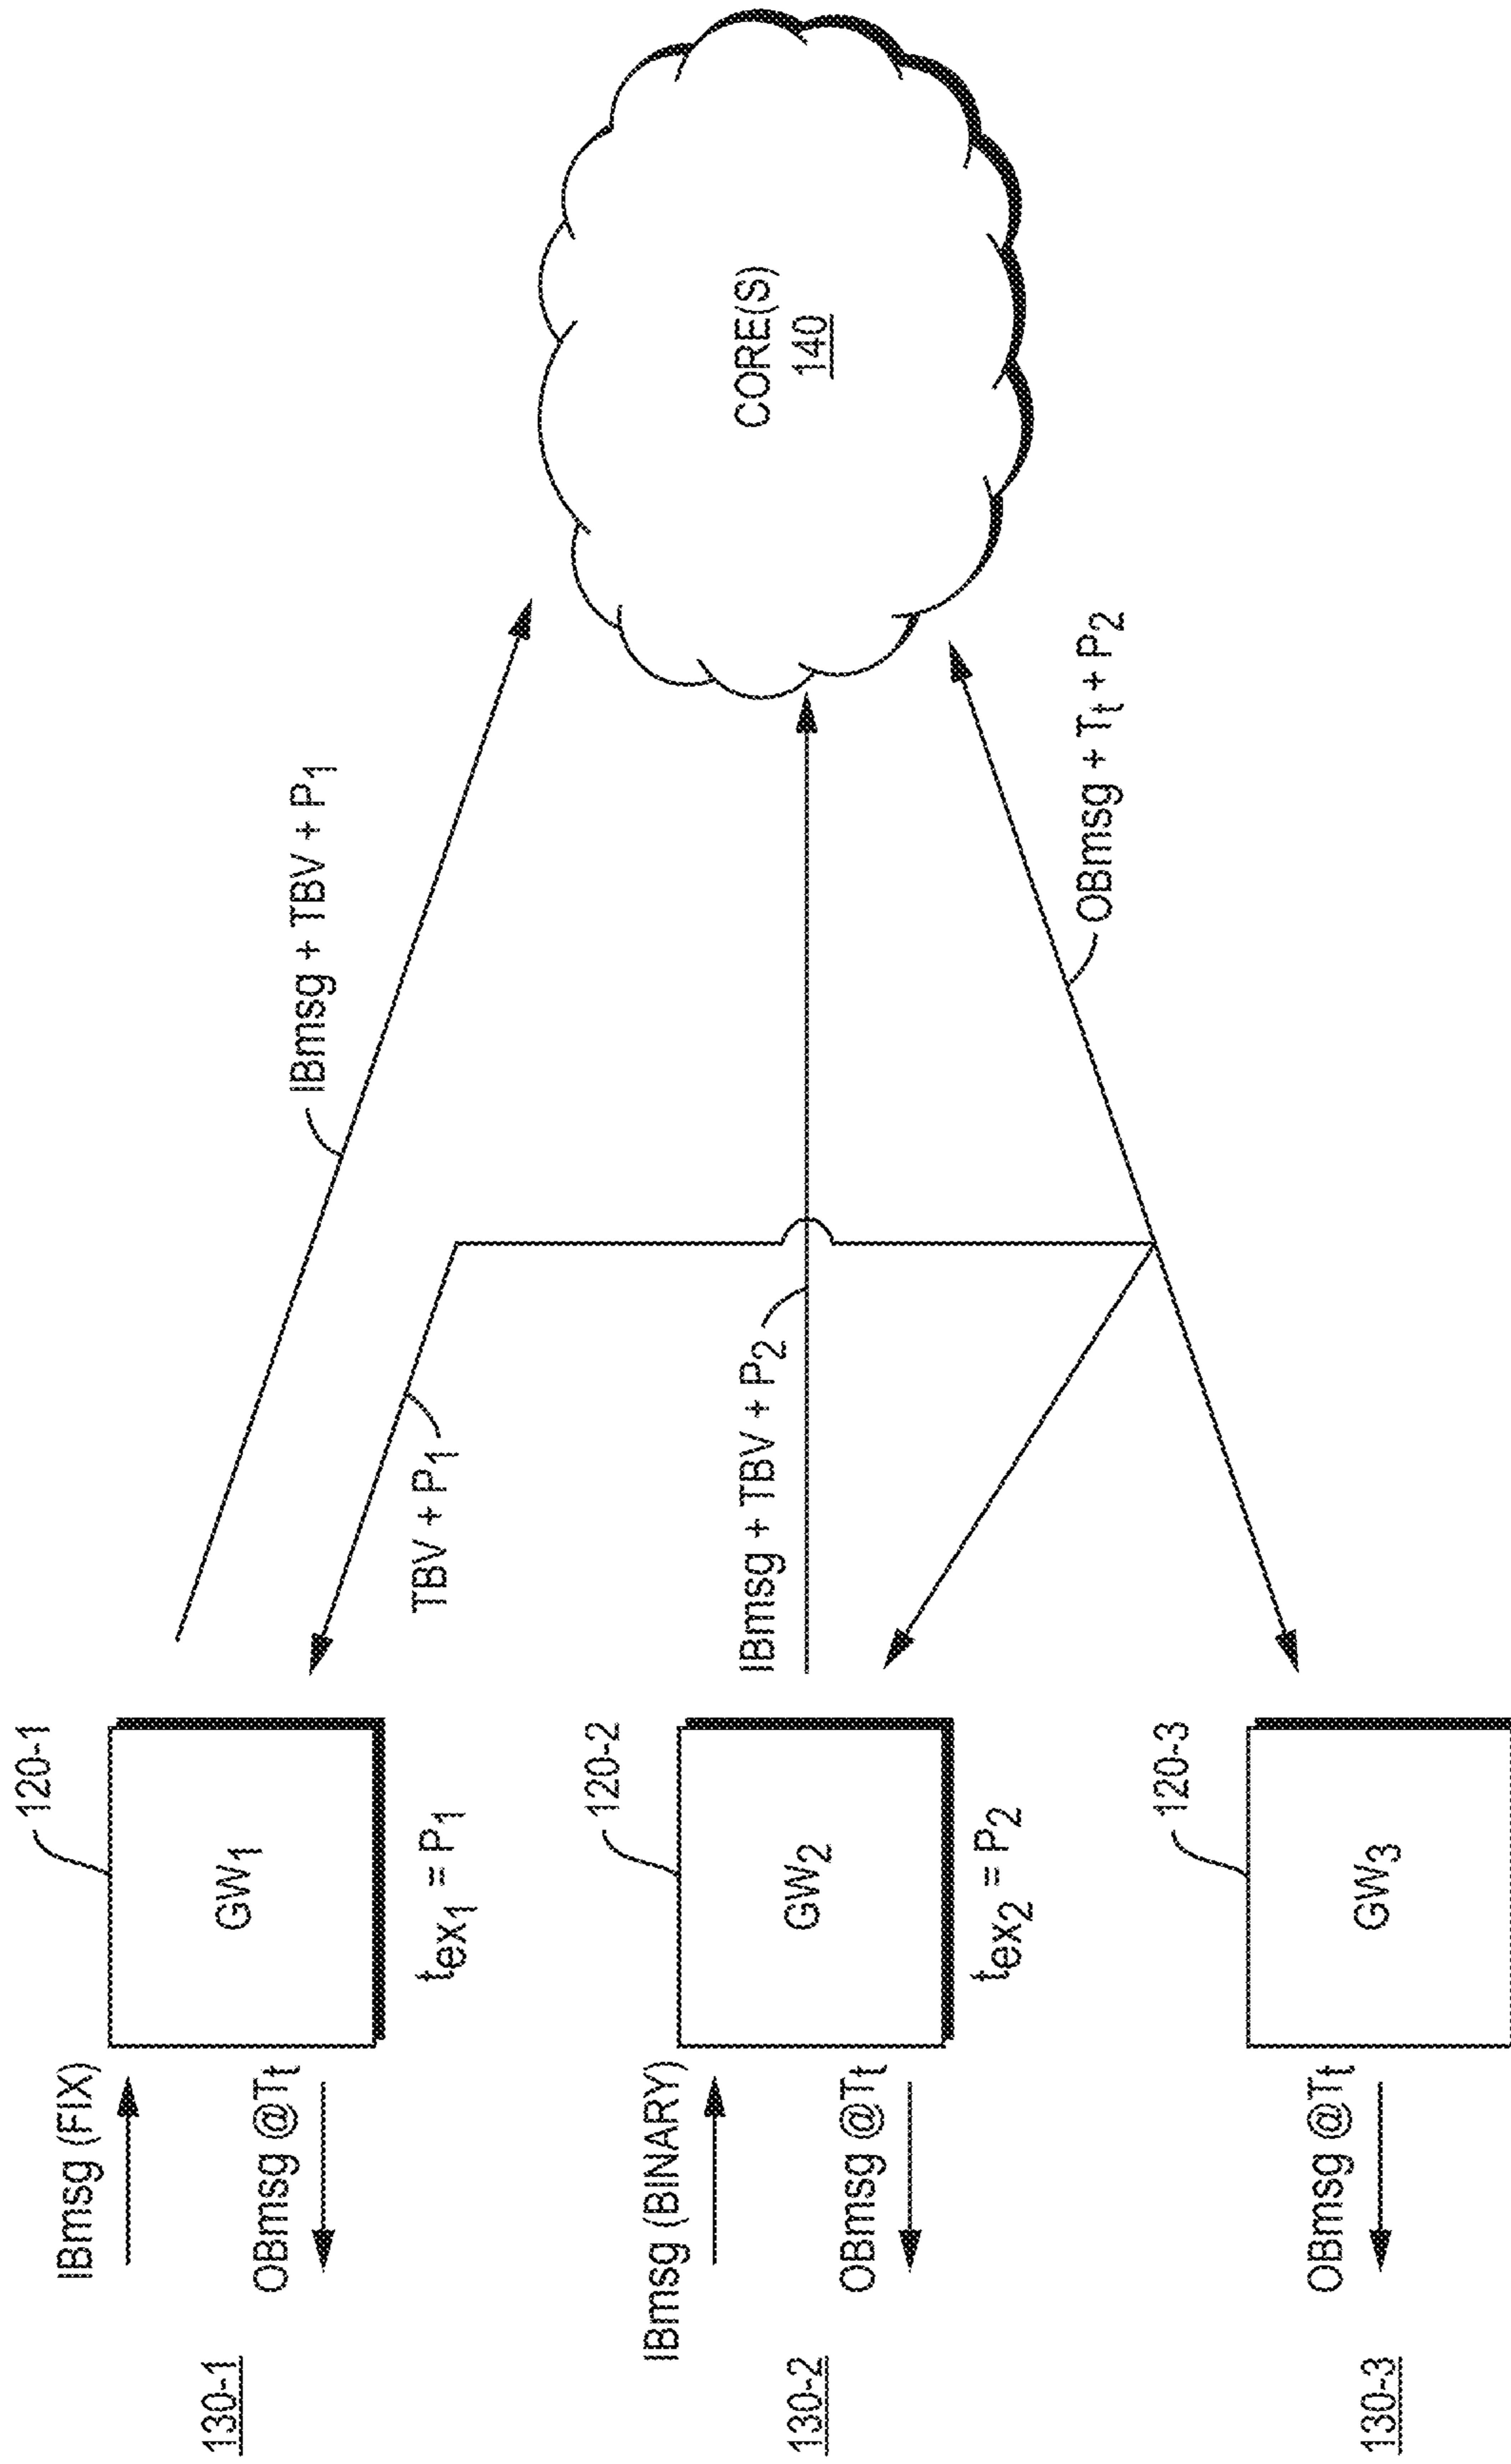 130-1
IBmsg (FIX)
OBmsg @Tt
120-1
GW1
tex1 = P1
IBmsg + TBV + P1
TBV + P1
130-2
IBmsg (BINARY)
OBmsg @Tt
120-2
GW2
tex2 = P2
IBmsg + TBV + P2
CORE(S)
140
OBmsg + Tt + P2
130-3
OBmsg @Tt
120-3
GW3